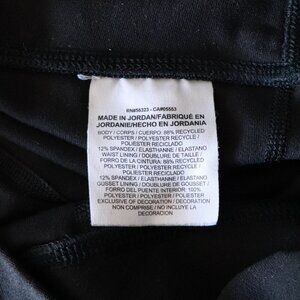 RN#56323 - CA#05553
MADE IN JORDAN/FABRIQUÉ EN
JORDANIE/HECHO EN JORDANIA
BODY / CORPS / CUERPO: 88% RECYCLED
POLYESTER / POLYESTER RECYCLE /
POLIÉSTER RECICLADO
12% SPANDEX / ÉLASTHANNE / ELASTANO
WAIST LINING / DOUBLURE DE TAILLE /
FORRO DE LA CINTURA: 88% RECYCLED
POLYESTER / POLYESTER RECYCLE /
POLIESTER RECICLADO
12% SPANDEX / ÉLASTHANNE / ELASTANO
GUSSET LINING / DOUBLURE DE GOUSSET /
FORRO DEL PUENTE INTERIOR: 100%
POLYESTER / POLYESTER / POLIÉSTER
EXCLUSIVE OF DECORATION / DÉCORATION
NON COMPRISE / NO INCLUYE LA
DECORACIÓN